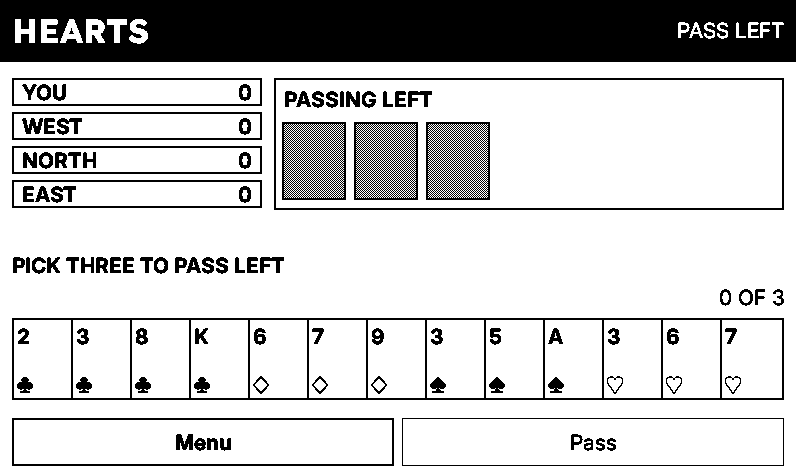 HEARTS
PASS LEFT
YOU 0
WEST 0
NORTH 0
EAST 0
PASSING LEFT
PICK THREE TO PASS LEFT
0 OF 3
2 3 8 K 6 7 9 3 5 A 3 6 7
♣ ♣ ♣ ♣ ♢ ♢ ♢ ♠ ♠ ♠ ♡ ♡ ♡
Menu Pass